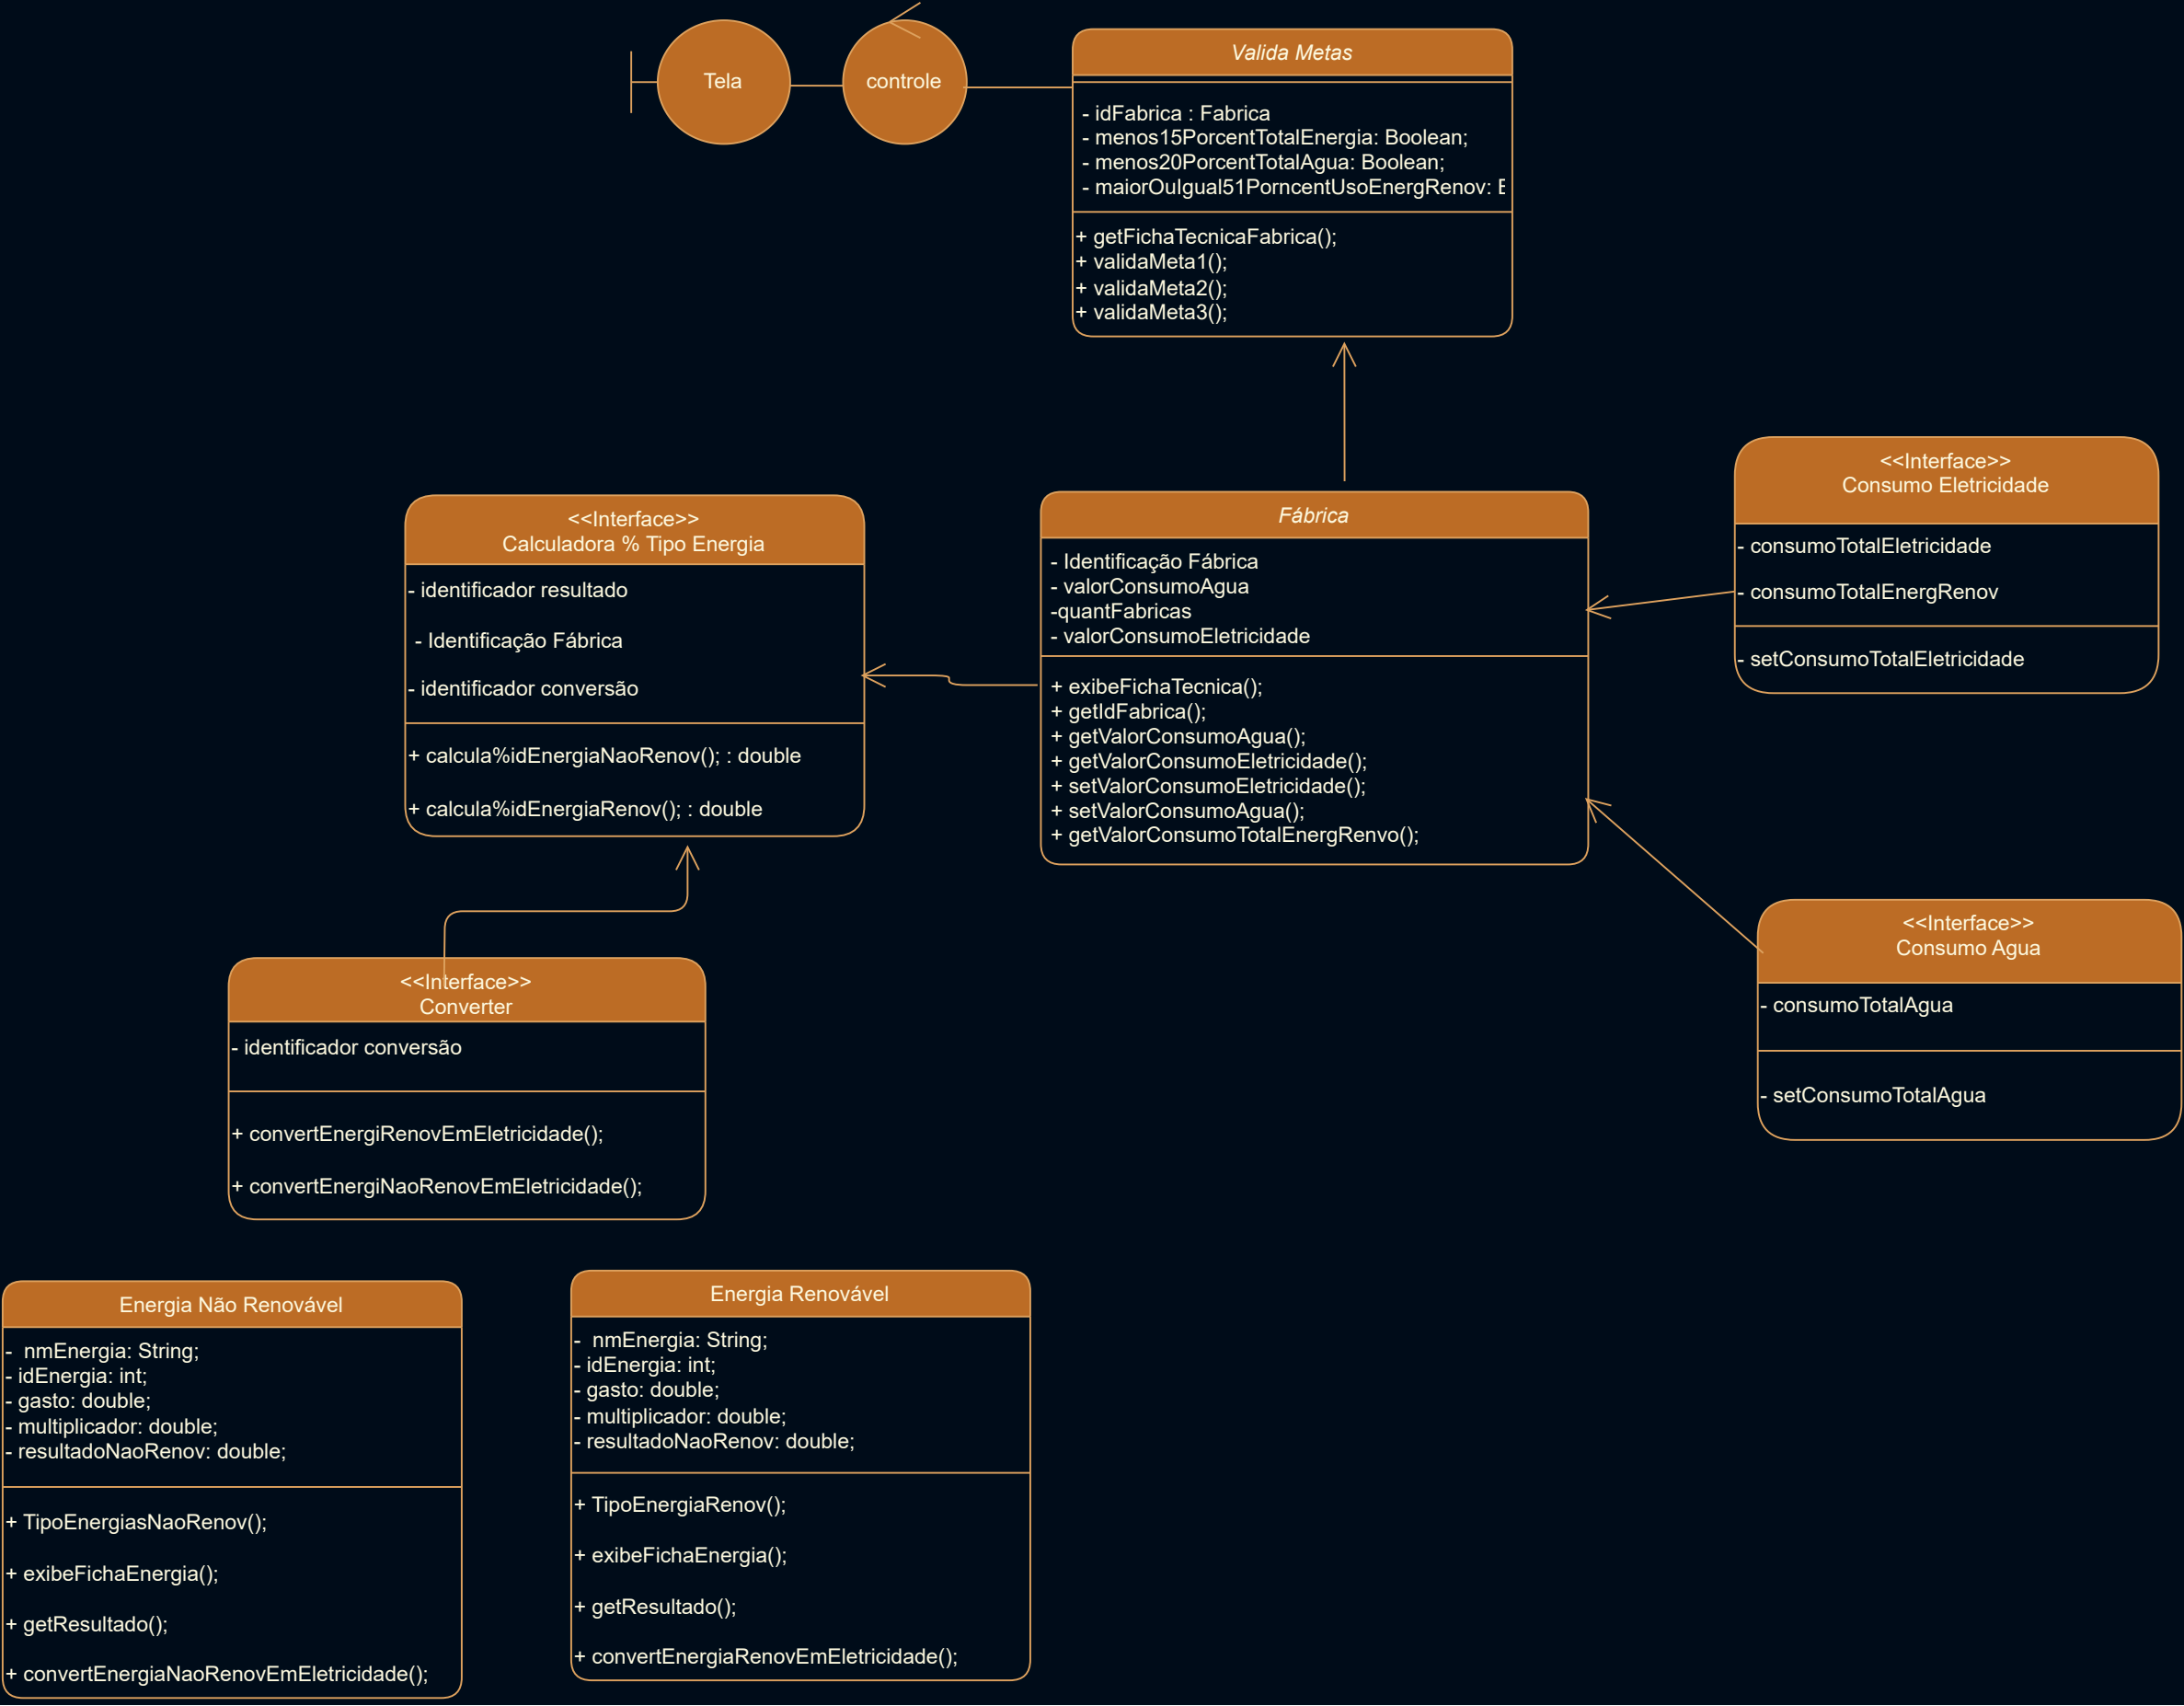 Tela
controle
Valida Metas
- idFabrica : Fabrica
- menos15PorcentTotalEnergia: Boolean;
- menos20PorcentTotalAgua: Boolean;
- maiorOuIgual51PorncentUsoEnergRenov: E
+ getFichaTecnicaFabrica();
+ validaMeta1();
+ validaMeta2();
+ validaMeta3();
<<Interface>>
Calculadora % Tipo Energia
- identificador resultado
- Identificação Fábrica
- identificador conversão
+ calcula%idEnergiaNaoRenov(); : double
+ calcula%idEnergiaRenov(); : double
Fábrica
- Identificação Fábrica
- valorConsumoAgua
-quantFabricas
- valorConsumoEletricidade
+ exibeFichaTecnica();
+ getIdFabrica();
+ getValorConsumoAgua();
+ getValorConsumoEletricidade();
+ setValorConsumoEletricidade();
+ setValorConsumoAgua();
+ getValorConsumoTotalEnergRenvo();
<<Interface>>
Consumo Eletricidade
- consumoTotalEletricidade
- consumoTotalEnergRenov
- setConsumoTotalEletricidade
<<Interface>>
Consumo Agua
- consumoTotalAgua
- setConsumoTotalAgua
<<Interface>>
Converter
- identificador conversão
+ convertEnergiRenovEmEletricidade();
+ convertEnergiNaoRenovEmEletricidade();
Energia Não Renovável
- nmEnergia: String;
- idEnergia: int;
- gasto: double;
- multiplicador: double;
- resultadoNaoRenov: double;
+ TipoEnergiasNaoRenov();
+ exibeFichaEnergia();
+ getResultado();
+ convertEnergiaNaoRenovEmEletricidade();
Energia Renovável
- nmEnergia: String;
- idEnergia: int;
- gasto: double;
- multiplicador: double;
- resultadoNaoRenov: double;
+ TipoEnergiaRenov();
+ exibeFichaEnergia();
+ getResultado();
+ convertEnergiaRenovEmEletricidade();